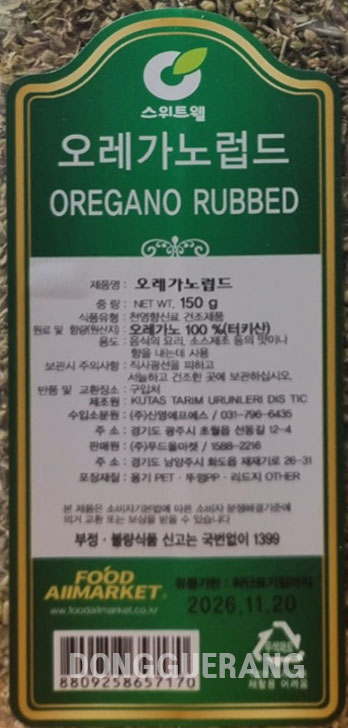 스위트웰
오레가노럽드
OREGANO RUBBED
제품명 : 오레가노럽드
중 량 : NET WT. 150 g
식품유형 : 천연향신료 건조제품
원료 및 함량(원산지) : 오레가노 100 %(터키산)
용도 : 음식의 요리, 소스제조 등의 맛이나
향을 내는데 사용
보관시 주의사항 : 직사광선을 피하고
서늘하고 건조한 곳에 보관하십시오.
반품 및 교환장소 : 구입처
제조원 : KUTAS TARIM URUNLERI DIS TIC
수입소분원 : (주)신영에프에스 / 031-796-6435
주 소 : 경기도 광주시 초월읍 선동길 12-4
판매원 : (주)푸드올마켓 / 1588-2216
주 소 : 경기도 남양주시 화도읍 재재기로 26-31
포장재질 : 용기 PET · 뚜껑PP · 리드지 OTHER
본 제품은 소비자기본법에 따른 소비자 분쟁해결기준에
의거 교환 또는 보상을 받을 수 있습니다
부정 · 불량식품 신고는 국번없이 1399
FOOD
AllMARKET
www.foodallmarket.co.kr
유통기한 : 하단표기일까지
2026.11.20
DONGGUERANG
8809258657170
재활용 어려움